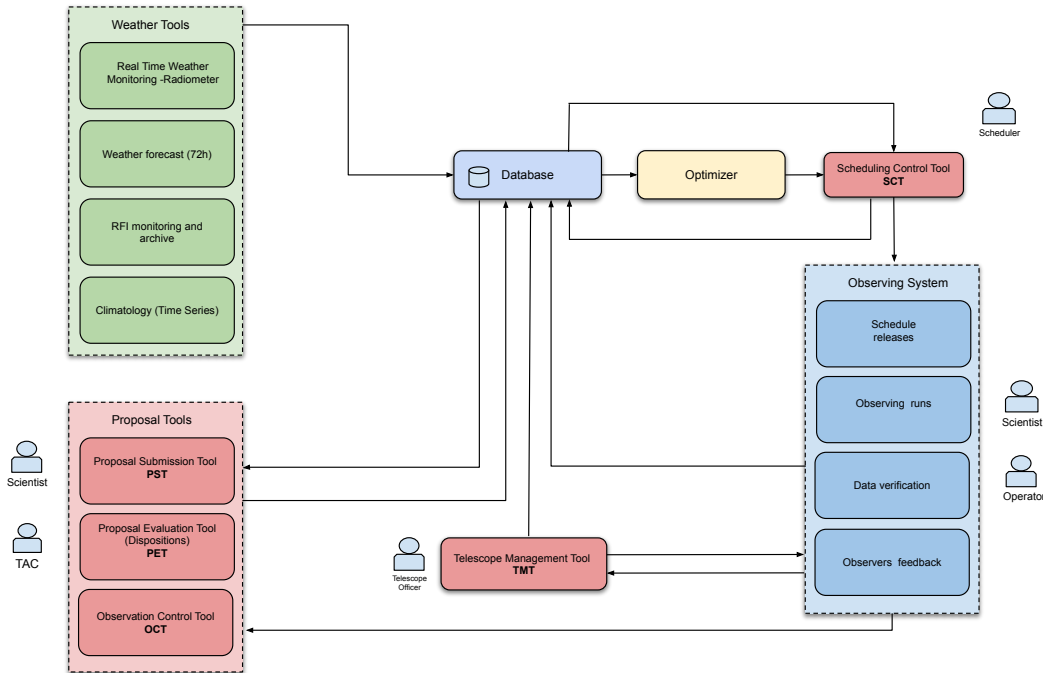 Weather Tools
Real Time Weather
Monitoring -Radiometer
Weather forecast (72h)
RFI monitoring and
archive
Climatology (Time Series)
Scheduler
Database
Optimizer
Scheduling Control Tool
SCT
Observing System
Schedule
releases
Observing runs
Data verification
Observers feedback
Scientist
Operator
Proposal Tools
Proposal Submission Tool
PST
Proposal Evaluation Tool
(Dispositions)
PET
Observation Control Tool
OCT
Scientist
TAC
Telescope
Officer
Telescope Management Tool
TMT